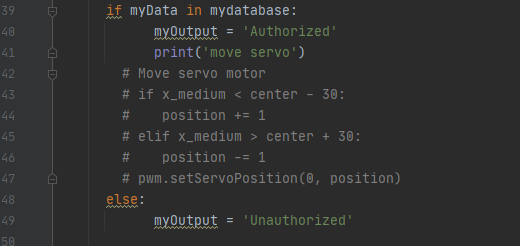 39 if myData in mydatabase:
40 myOutput = 'Authorized'
41 print('move servo')
42 # Move servo motor
43 # if x_medium < center - 30:
44 #    position += 1
45 # elif x_medium > center + 30:
46 #    position -= 1
47 # pwm.setServoPosition(0, position)
48 else:
49 myOutput = 'Unauthorized'
50